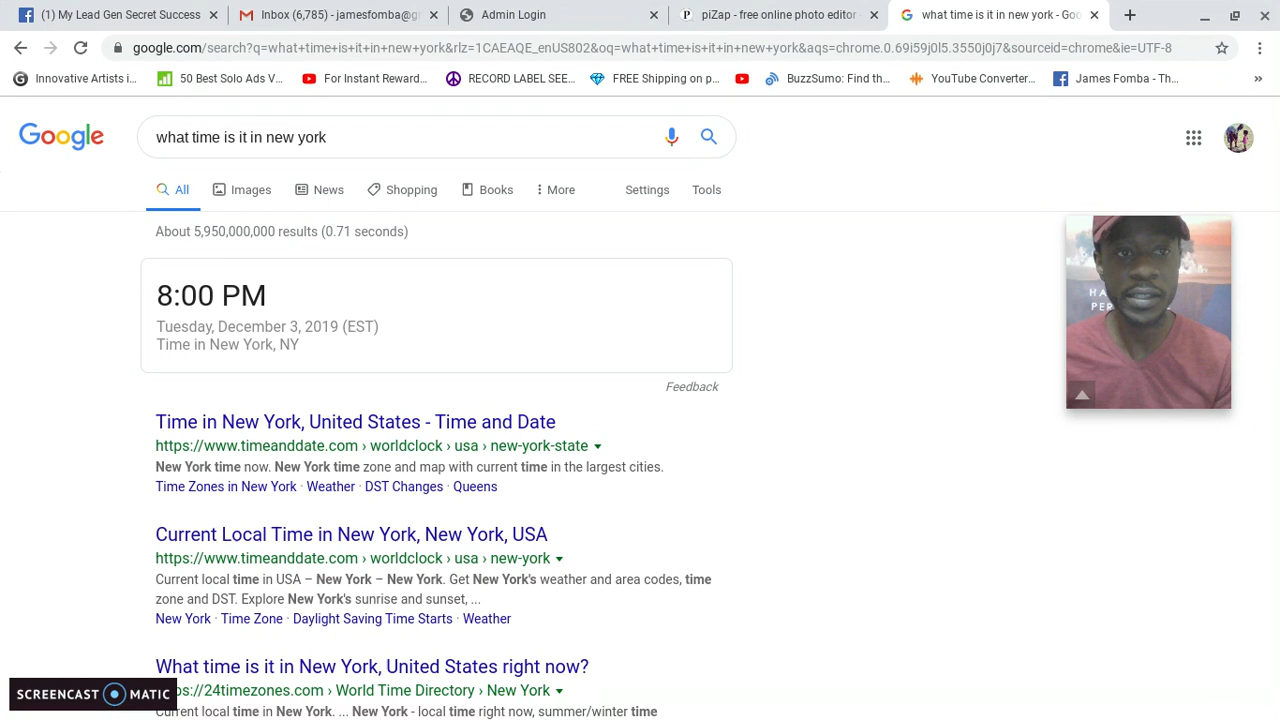 (1) My Lead Gen Secret Success
Inbox (6,785) - jamesfomba@g
Admin Login
piZap - free online photo editor -
what time is it in new york - Goo
google.com/search?q=what+time+is+it+in+new+york&rlz=1CAEAQE_enUS802&oq=what+time+is+it+in+new+york&aqs=chrome.0.69i59j0l5.3550j0j7&sourceid=chrome&ie=UTF-8
Innovative Artists i...
50 Best Solo Ads V...
For Instant Reward...
RECORD LABEL SEE...
FREE Shipping on p...
BuzzSumo: Find th...
YouTube Converter...
James Fomba - Th...
»
Google
what time is it in new york
All
Images
News
Shopping
Books
More
Settings
Tools
About 5,950,000,000 results (0.71 seconds)
8:00 PM
Tuesday, December 3, 2019 (EST)
Time in New York, NY
Feedback
Time in New York, United States - Time and Date
https://www.timeanddate.com › worldclock › usa › new-york-state
New York time now. New York time zone and map with current time in the largest cities.
Time Zones in New York · Weather · DST Changes · Queens
Current Local Time in New York, New York, USA
https://www.timeanddate.com › worldclock › usa › new-york
Current local time in USA – New York – New York. Get New York's weather and area codes, time
zone and DST. Explore New York's sunrise and sunset, ...
New York · Time Zone · Daylight Saving Time Starts · Weather
What time is it in New York, United States right now?
s://24timezones.com › World Time Directory › New York
Current local time in New York. ... New York - local time right now, summer/winter time
SCREENCAST MATIC
HA
PER